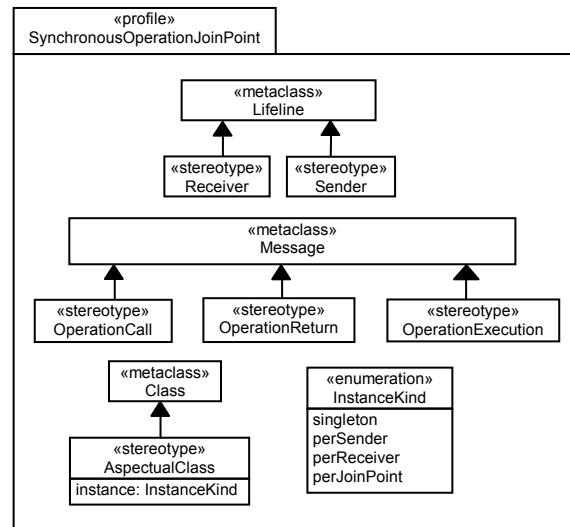 «profile»
SynchronousOperationJoinPoint
«metaclass»
Lifeline
«stereotype»
Receiver
«stereotype»
Sender
«metaclass»
Message
«stereotype»
OperationCall
«stereotype»
OperationReturn
«stereotype»
OperationExecution
«metaclass»
Class
«stereotype»
AspectualClass
instance: InstanceKind
«enumeration»
InstanceKind
singleton
perSender
perReceiver
perJoinPoint